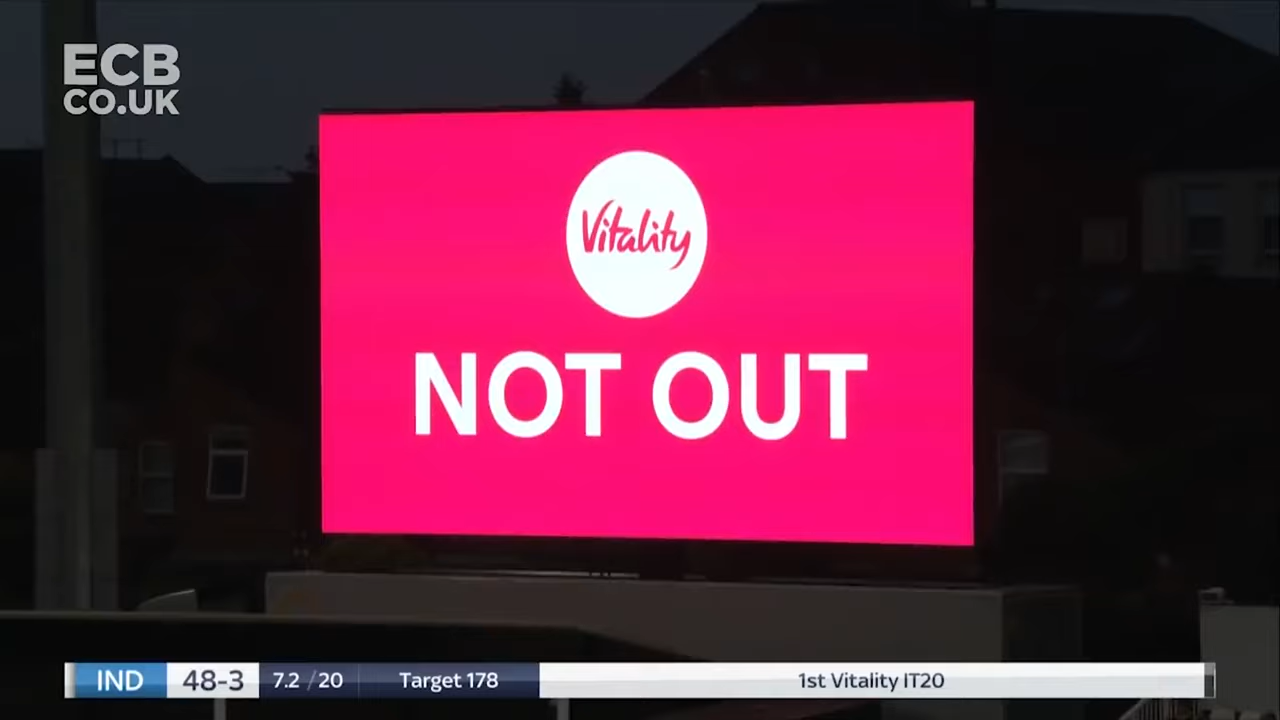 ECB
CO.UK
Vitality
NOT OUT
IND 48-3 7.2 / 20 Target 178 1st Vitality IT20